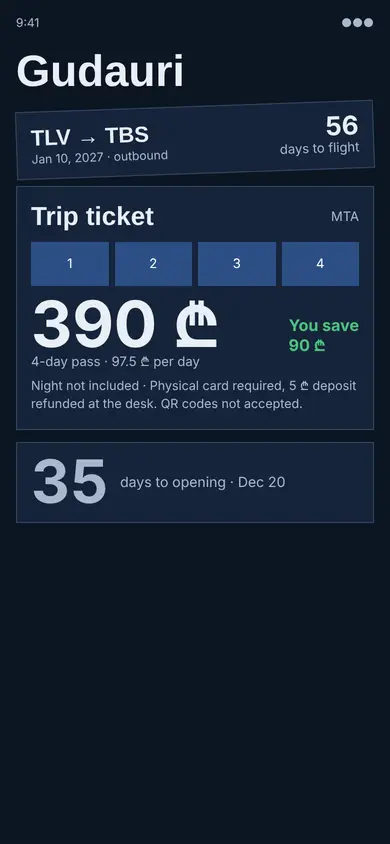 9:41
Gudauri
TLV → TBS
Jan 10, 2027 · outbound
56
days to flight
Trip ticket
MTA
1
2
3
4
390 ₾
4-day pass · 97.5 ₾ per day
You save
90 ₾
Night not included · Physical card required, 5 ₾ deposit
refunded at the desk. QR codes not accepted.
35
days to opening · Dec 20